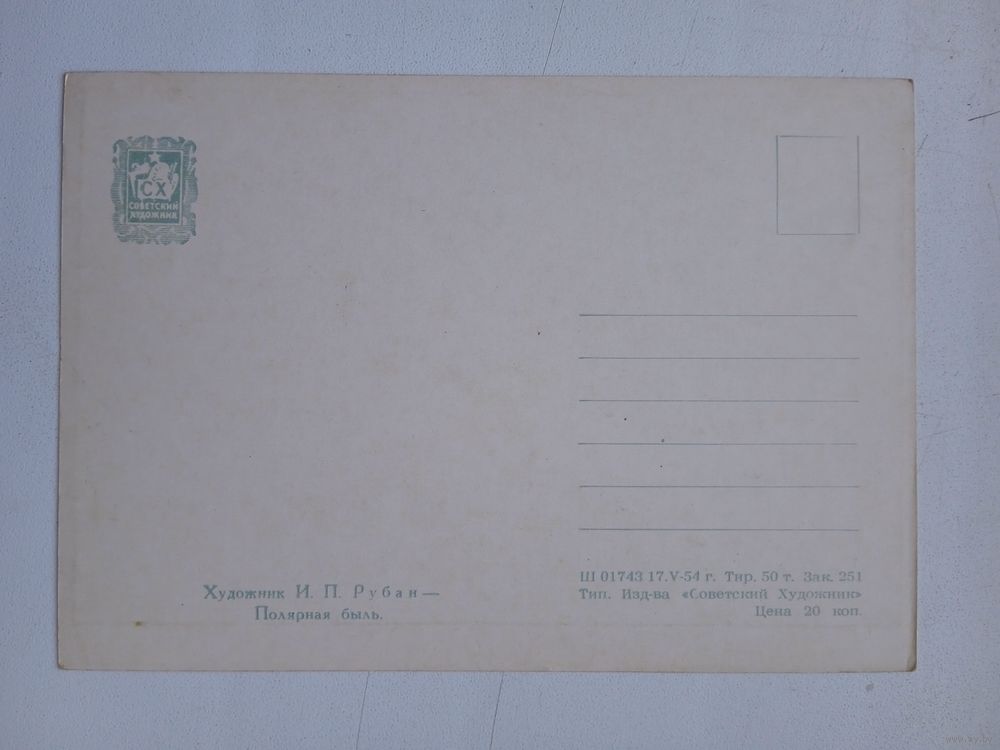 СХ
СОВЕТСКИЙ
ХУДОЖНИК
Художник И. П. Рубан —
Полярная быль.
Ш 01743 17.V-54 г. Тир. 50 т. Зак. 251
Тип. Изд-ва «Советский Художник»
Цена 20 коп.